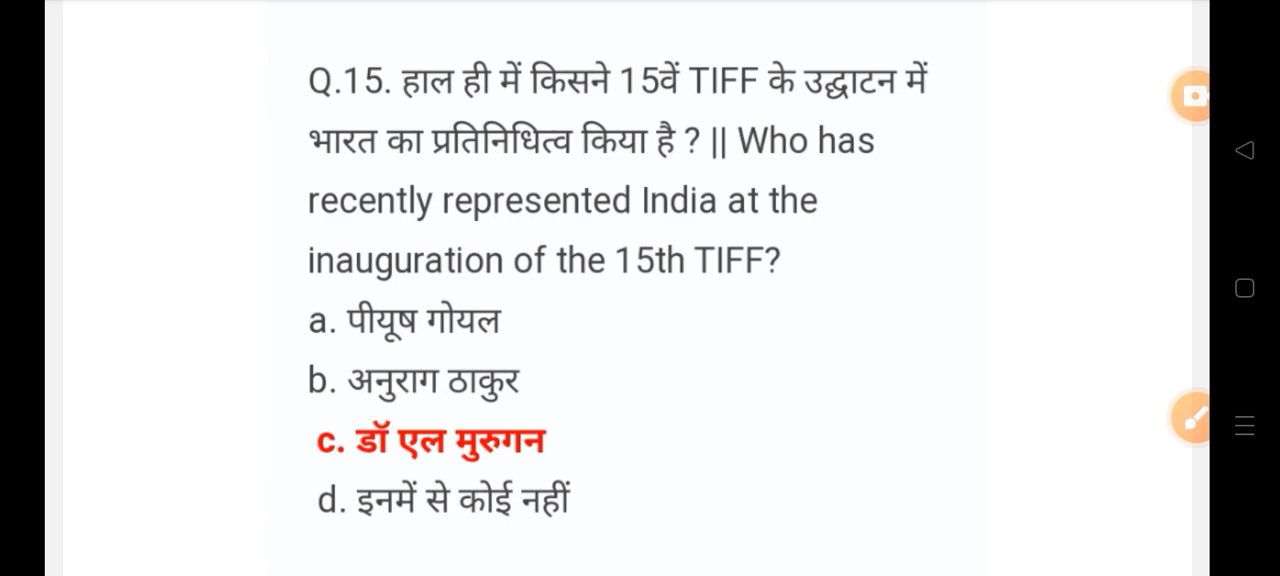 Q.15. हाल ही में किसने 15वें TIFF के उद्घाटन में
भारत का प्रतिनिधित्व किया है ? || Who has
recently represented India at the
inauguration of the 15th TIFF?
a. पीयूष गोयल
b. अनुराग ठाकुर
c. डॉ एल मुरुगन
d. इनमें से कोई नहीं